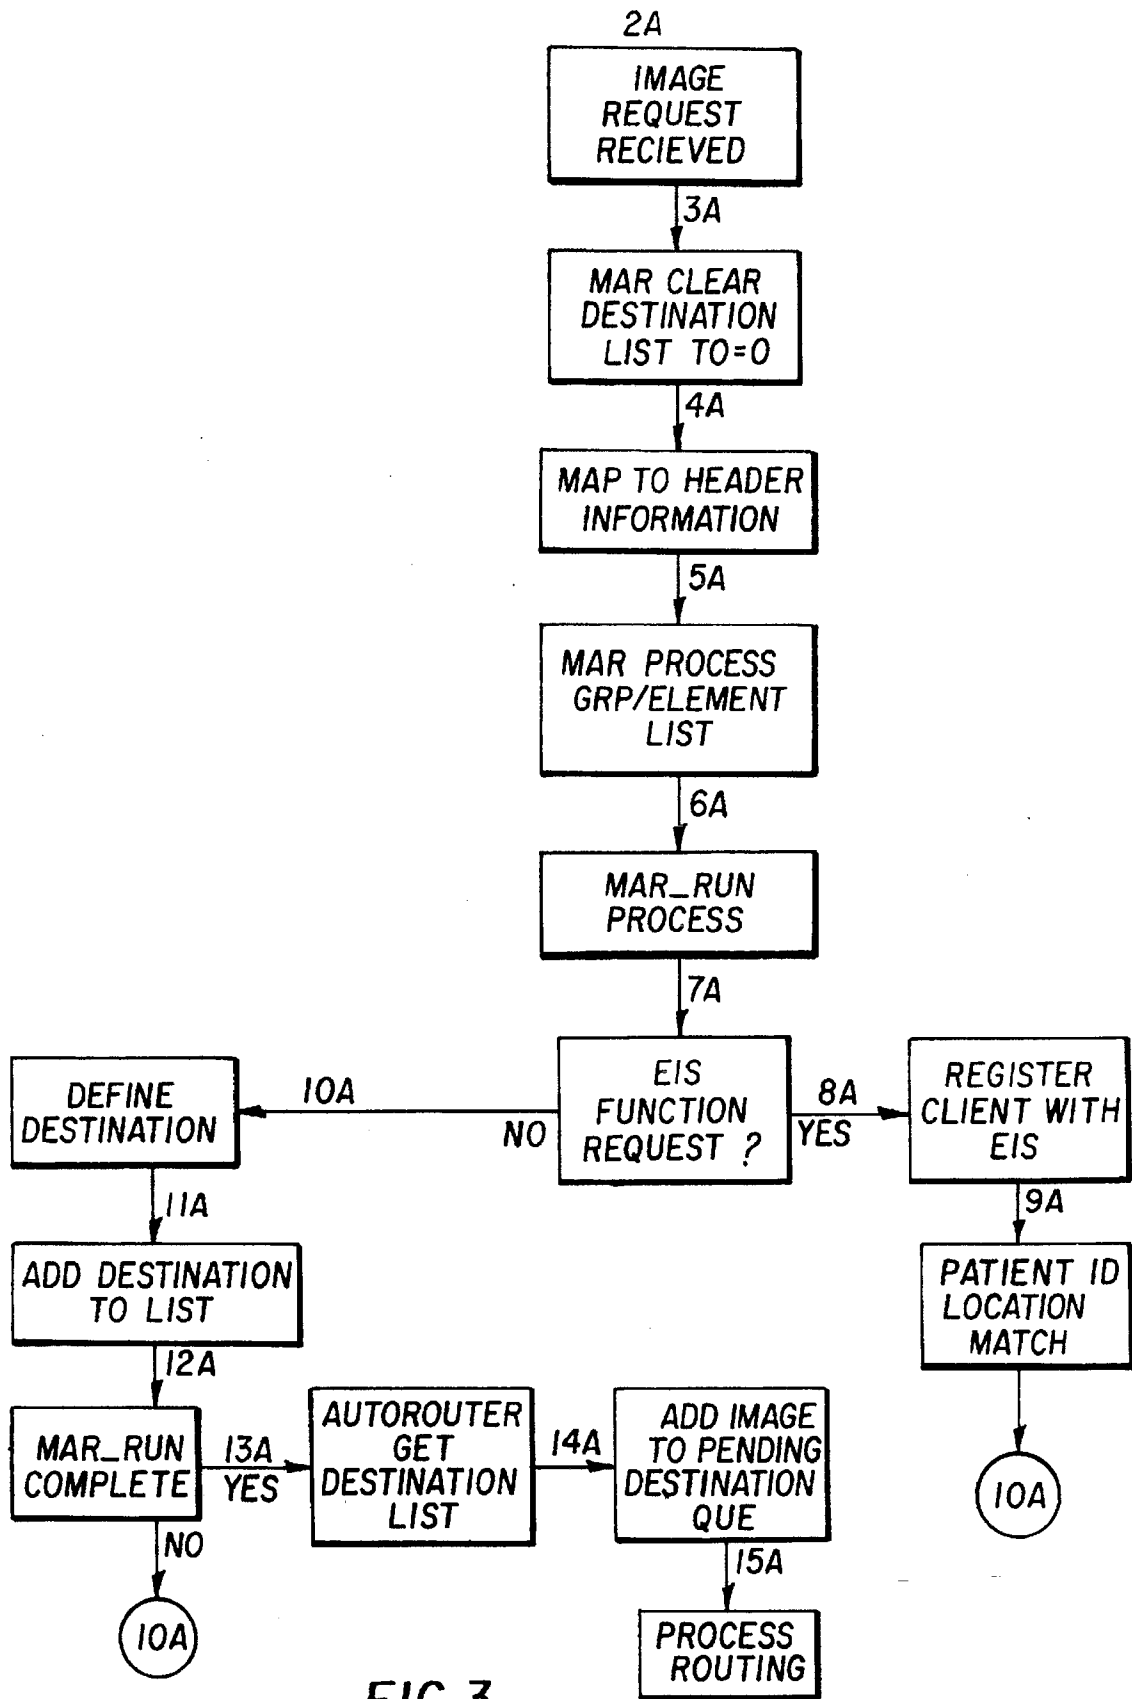 2A
IMAGE
REQUEST
RECIEVED
3A
MAR CLEAR
DESTINATION
LIST TO=0
4A
MAP TO HEADER
INFORMATION
5A
MAR PROCESS
GRP/ELEMENT
LIST
6A
MAR_RUN
PROCESS
7A
EIS
FUNCTION
REQUEST ?
8A
YES
REGISTER
CLIENT WITH
EIS
9A
PATIENT ID
LOCATION
MATCH
10A
10A
NO
DEFINE
DESTINATION
11A
ADD DESTINATION
TO LIST
12A
MAR_RUN
COMPLETE
NO
10A
13A
YES
AUTOROUTER
GET
DESTINATION
LIST
14A
ADD IMAGE
TO PENDING
DESTINATION
QUE
15A
PROCESS
ROUTING
FIG. 3